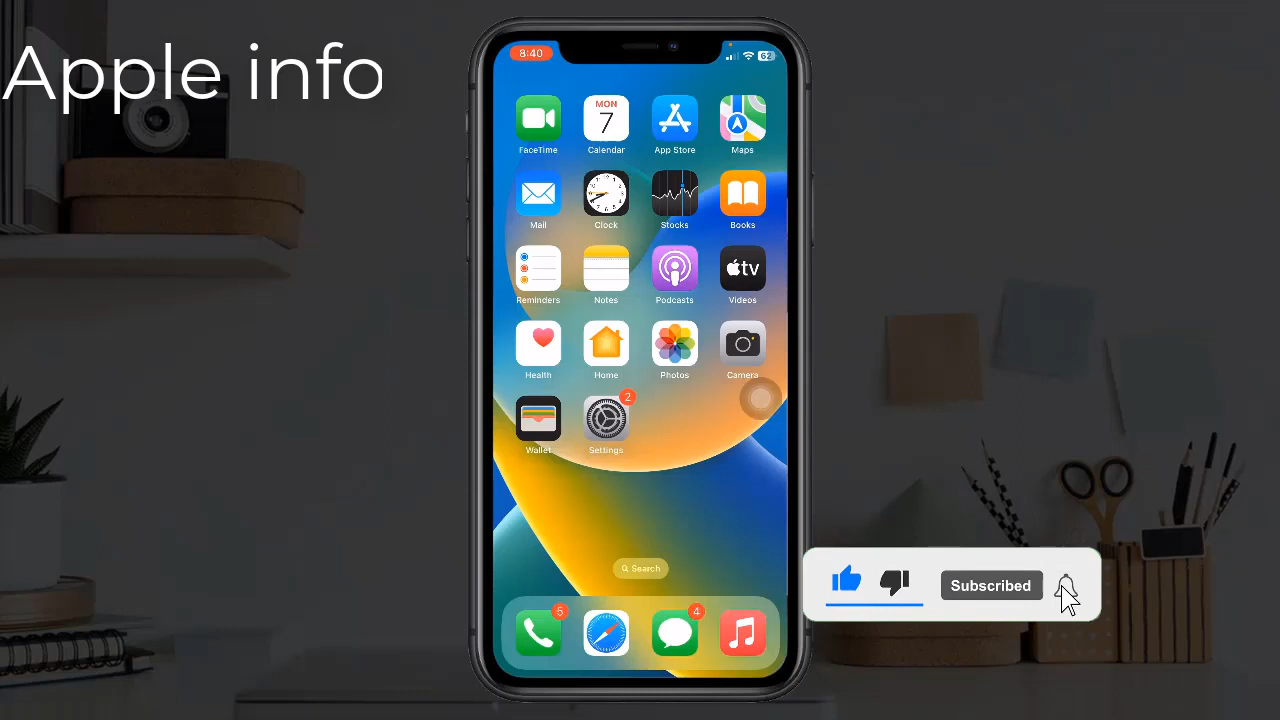 Apple info
8:40
62
MON
7
FaceTime
Calendar
App Store
Maps
Mail
Clock
Stocks
Books
tv
Reminders
Notes
Podcasts
Videos
Health
Home
Photos
Camera
2
Wallet
Settings
Search
Subscribed
5
4